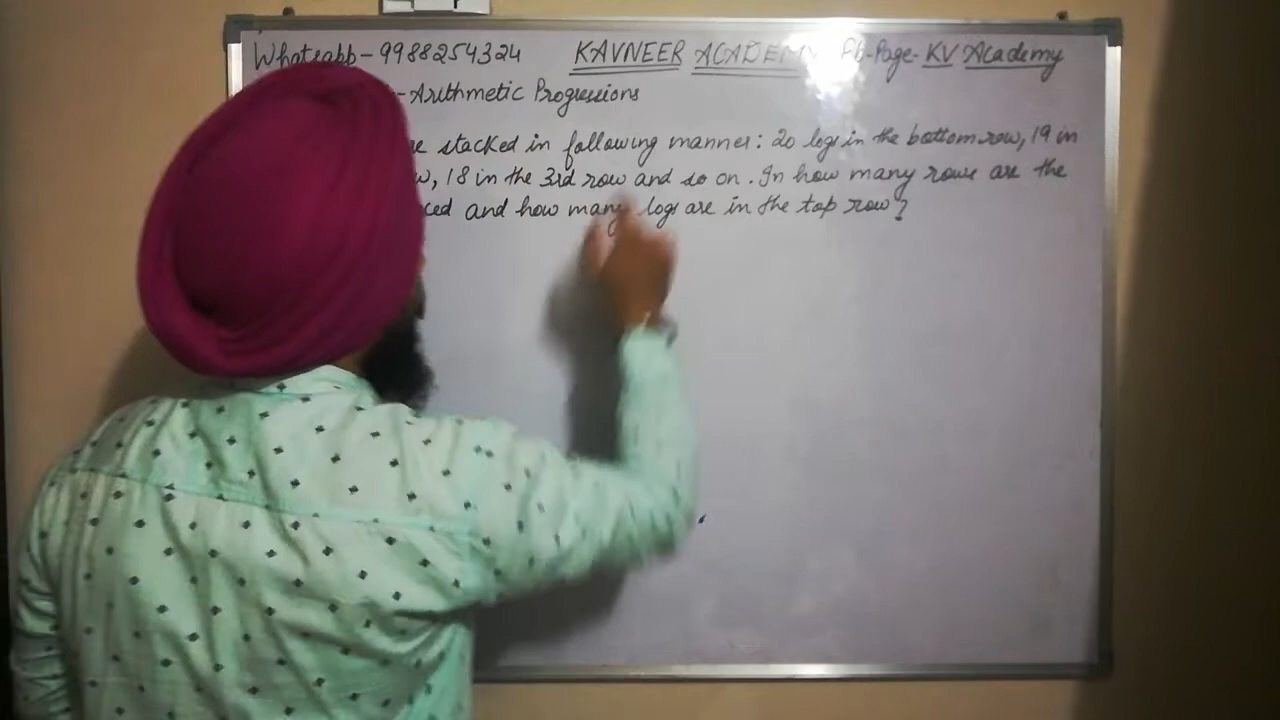 Whatsapp-9988254324 KAVNEER ACADEMY Fb-Page-KV Academy
-Arithmetic Progressions
stacked in following manner: 20 logs in the bottom row, 19 in
18 in the 3rd row and so on. In how many rows are the
and how many logs are in the top row?